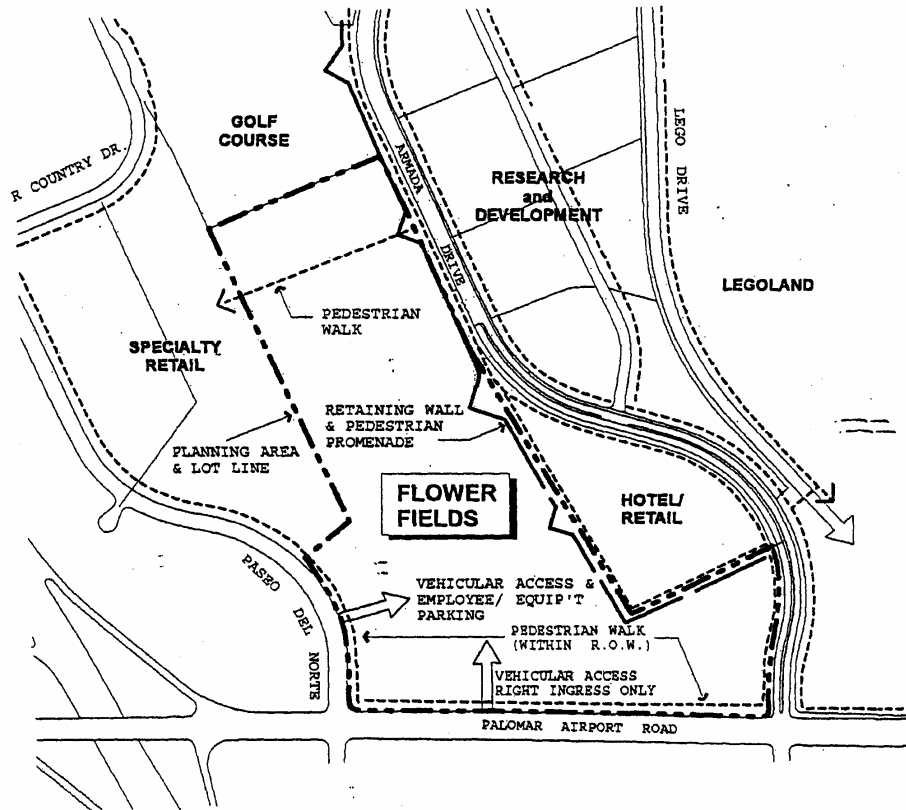 GOLF
COURSE
R COUNTRY DR.
ARMADA
DRIVE
RESEARCH
and
DEVELOPMENT
LEGO DRIVE
LEGOLAND
PEDESTRIAN
WALK
SPECIALTY
RETAIL
RETAINING WALL
& PEDESTRIAN
PROMENADE
PLANNING AREA
& LOT LINE
FLOWER
FIELDS
HOTEL/
RETAIL
PASEO
DEL
NORTE
VEHICULAR ACCESS &
EMPLOYEE/ EQUIP'T
PARKING
PEDESTRIAN WALK
(WITHIN R.O.W.)
VEHICULAR ACCESS
RIGHT INGRESS ONLY
PALOMAR AIRPORT ROAD